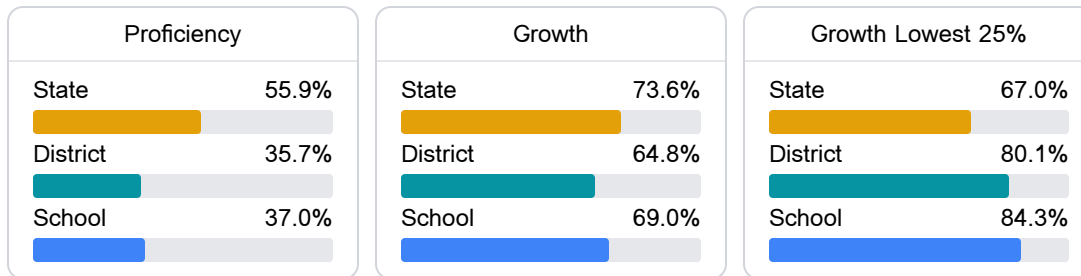 Proficiency
State 55.9%
District 35.7%
School 37.0%
Growth
State 73.6%
District 64.8%
School 69.0%
Growth Lowest 25%
State 67.0%
District 80.1%
School 84.3%